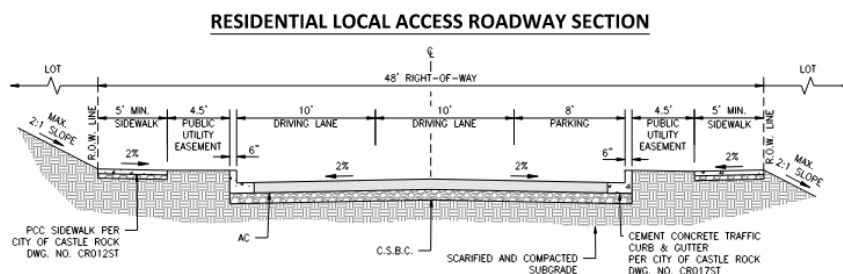 RESIDENTIAL LOCAL ACCESS ROADWAY SECTION
℄
LOT
48' RIGHT-OF-WAY
LOT
5' MIN.
SIDEWALK
4.5'
PUBLIC
UTILITY
EASEMENT
10'
DRIVING LANE
10'
DRIVING LANE
8'
PARKING
4.5'
PUBLIC
UTILITY
EASEMENT
5' MIN.
SIDEWALK
R.O.W. LINE
R.O.W. LINE
MAX.
2:1 SLOPE
6"
6"
2%
2%
2%
2%
MAX.
2:1 SLOPE
PCC SIDEWALK PER
CITY OF CASTLE ROCK
DWG. NO. CR012ST
AC
C.S.B.C.
SCARIFIED AND COMPACTED
SUBGRADE
CEMENT CONCRETE TRAFFIC
CURB & GUTTER
PER CITY OF CASTLE ROCK
DWG. NO. CR017ST